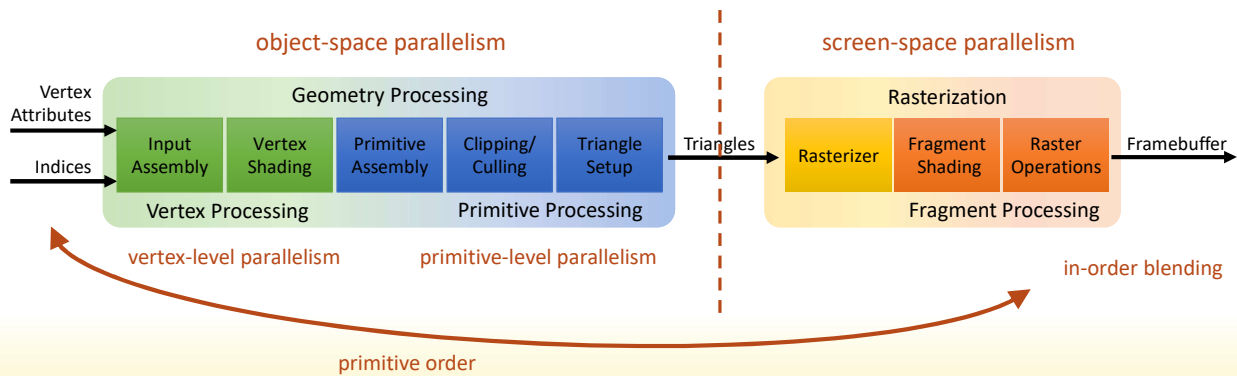 object-space parallelism
screen-space parallelism
Vertex
Attributes
Indices
Geometry Processing
Input
Assembly
Vertex
Shading
Primitive
Assembly
Clipping/
Culling
Triangle
Setup
Vertex Processing
Primitive Processing
Triangles
Rasterization
Rasterizer
Fragment
Shading
Raster
Operations
Fragment Processing
Framebuffer
vertex-level parallelism
primitive-level parallelism
in-order blending
primitive order